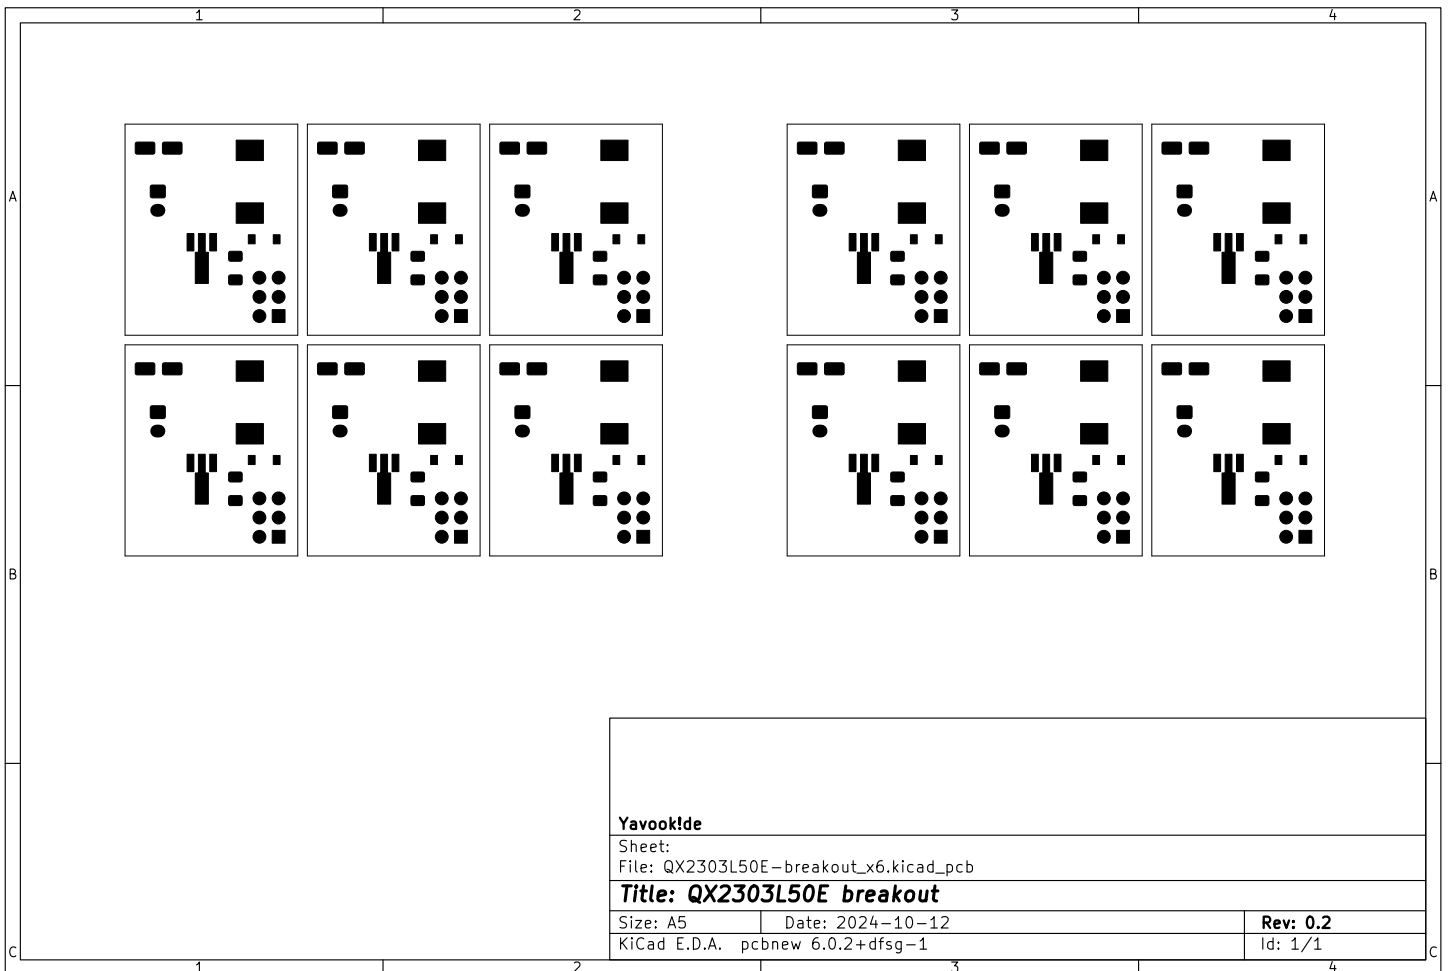 1 2 3 4
A A
B B
Yavook!de
Sheet:
File: QX2303L50E-breakout_x6.kicad_pcb
Title: QX2303L50E breakout
Size: A5 Date: 2024-10-12 Rev: 0.2
KiCad E.D.A. pcbnew 6.0.2+dfsg-1 Id: 1/1
C C
1 2 3 4